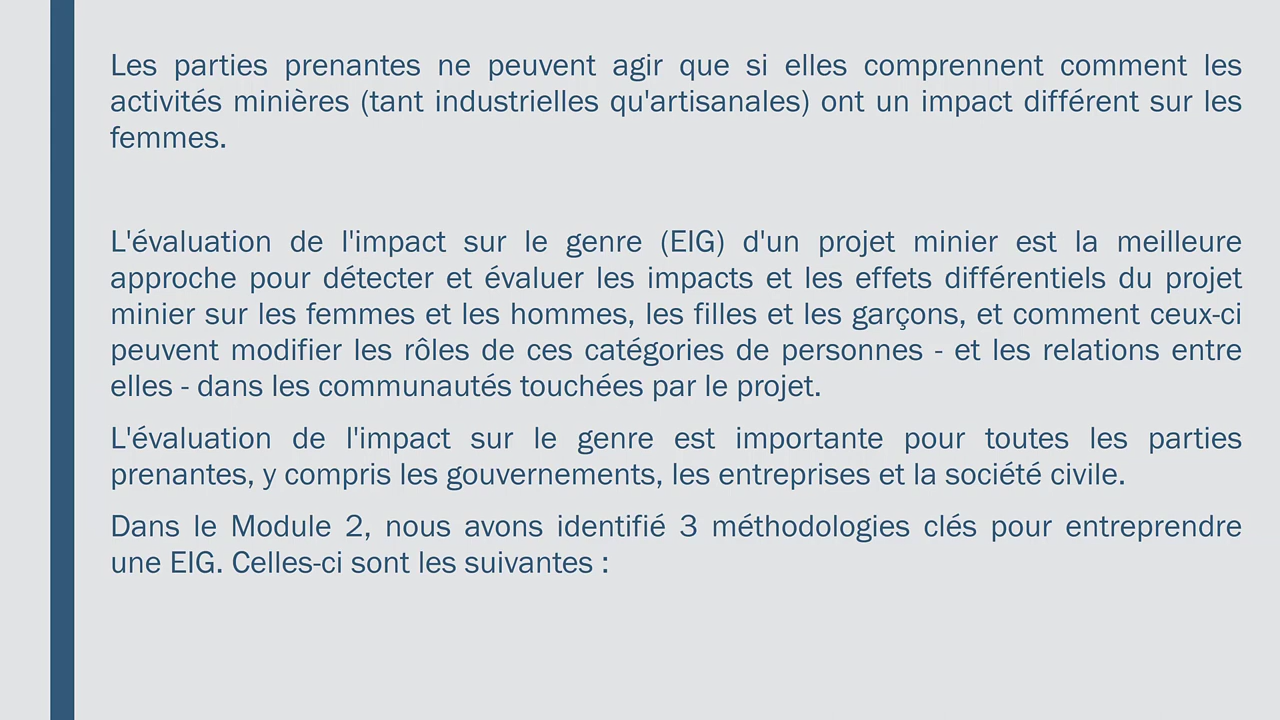 Les parties prenantes ne peuvent agir que si elles comprennent comment les
activités minières (tant industrielles qu'artisanales) ont un impact différent sur les
femmes.
L'évaluation de l'impact sur le genre (EIG) d'un projet minier est la meilleure
approche pour détecter et évaluer les impacts et les effets différentiels du projet
minier sur les femmes et les hommes, les filles et les garçons, et comment ceux-ci
peuvent modifier les rôles de ces catégories de personnes - et les relations entre
elles - dans les communautés touchées par le projet.
L'évaluation de l'impact sur le genre est importante pour toutes les parties
prenantes, y compris les gouvernements, les entreprises et la société civile.
Dans le Module 2, nous avons identifié 3 méthodologies clés pour entreprendre
une EIG. Celles-ci sont les suivantes :